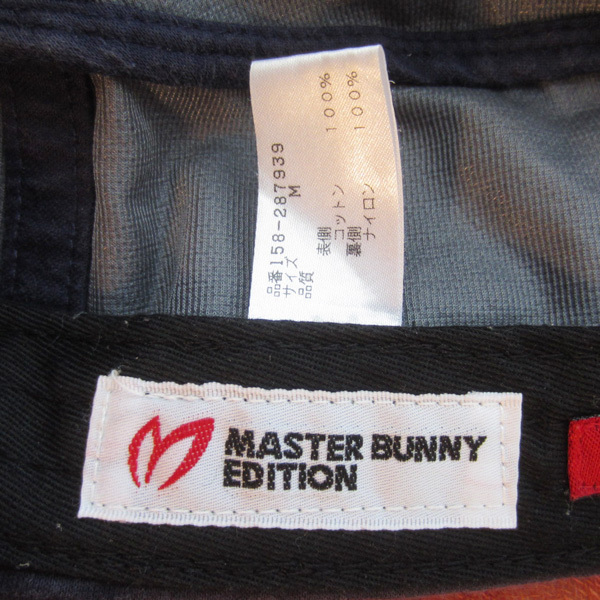 品番 158-287939
サイズ M
品質
表側
コットン 100%
裏側
ナイロン 100%
MASTER BUNNY
EDITION